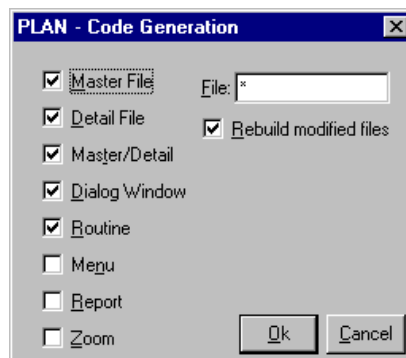 PLAN - Code Generation
Master File
File: *
Detail File
Rebuild modified files
Master/Detail
Dialog Window
Routine
Menu
Report
Zoom
Ok
Cancel